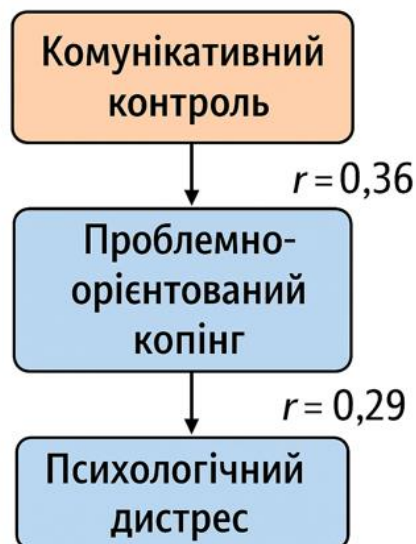 Комунікативний
контроль
r = 0,36
Проблемно-
орієнтований
копінг
r = 0,29
Психологічний
дистрес